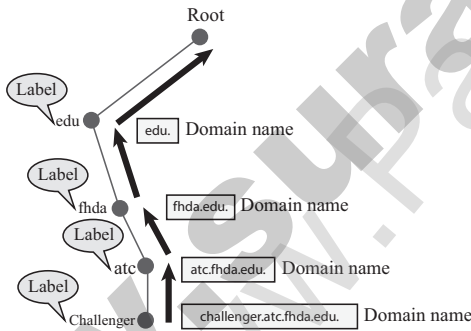 Root
Label
edu
edu. Domain name
Label
fhda
fhda.edu. Domain name
Label
atc
atc.fhda.edu. Domain name
Label
Challenger
challenger.atc.fhda.edu. Domain name